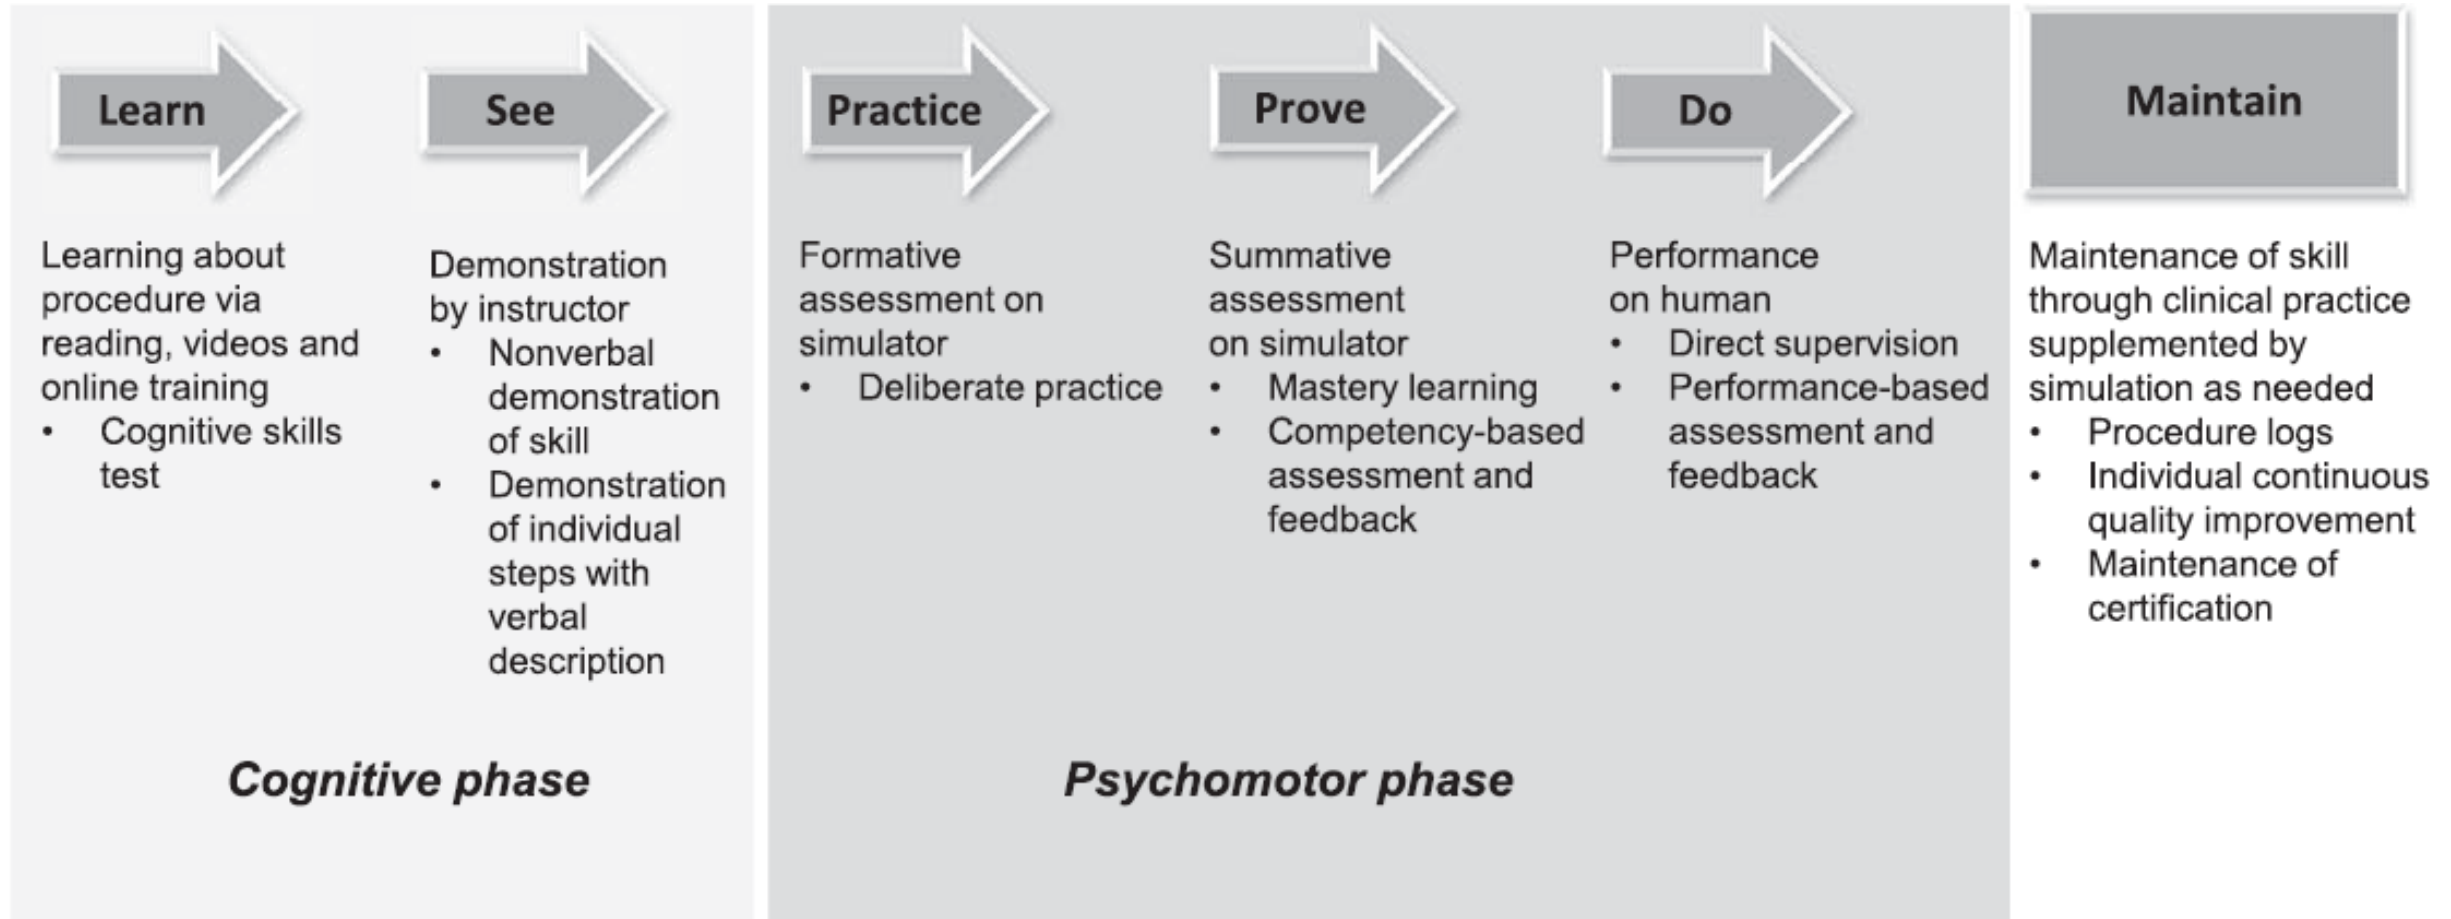 Learn
Learning about
procedure via
reading, videos and
online training
• Cognitive skills
test
See
Demonstration
by instructor
• Nonverbal
demonstration
of skill
• Demonstration
of individual
steps with
verbal
description
Cognitive phase
Practice
Formative
assessment on
simulator
• Deliberate practice
Prove
Summative
assessment
on simulator
• Mastery learning
• Competency-based
assessment and
feedback
Do
Performance
on human
• Direct supervision
• Performance-based
assessment and
feedback
Psychomotor phase
Maintain
Maintenance of skill
through clinical practice
supplemented by
simulation as needed
• Procedure logs
• Individual continuous
quality improvement
• Maintenance of
certification